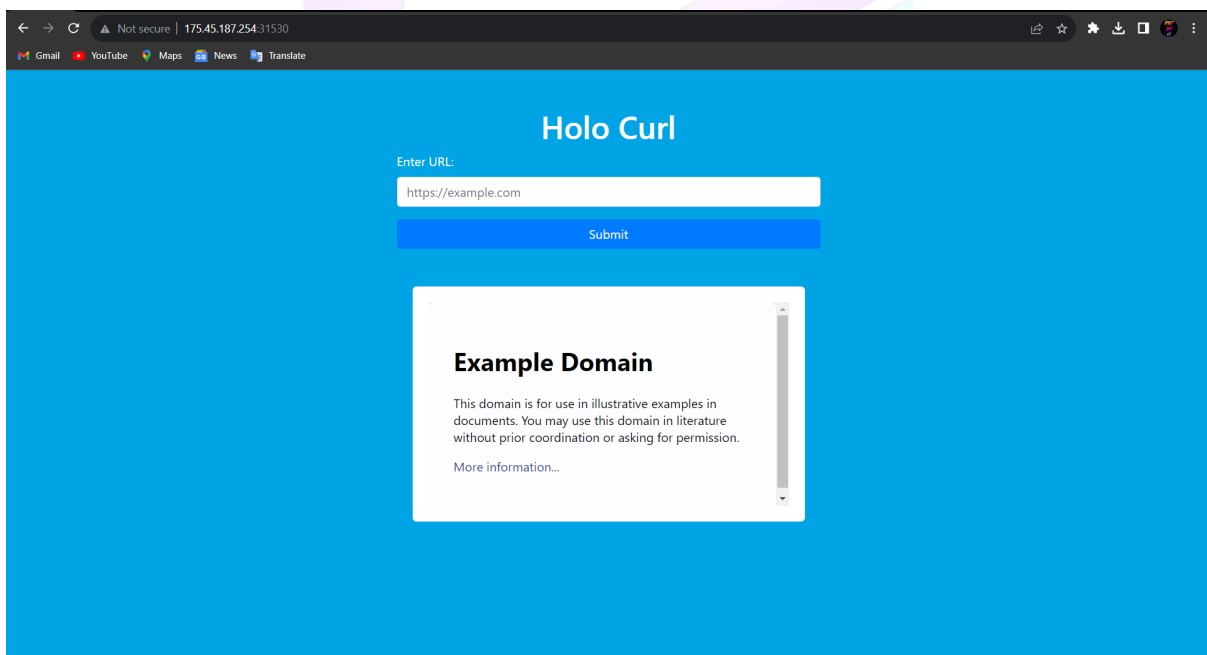 Not secure | 175.45.187.254:31530
Gmail YouTube Maps News Translate
Holo Curl
Enter URL:
https://example.com
Submit
Example Domain
This domain is for use in illustrative examples in
documents. You may use this domain in literature
without prior coordination or asking for permission.
More information...